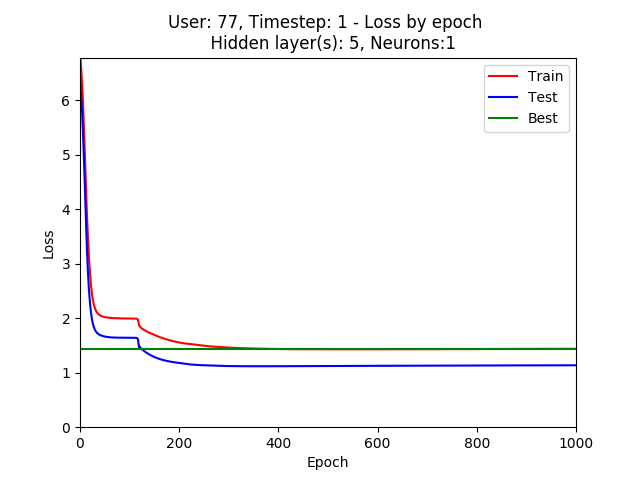 User: 77, Timestep: 1 - Loss by epoch
Hidden layer(s): 5, Neurons:1
Train
Test
Best
Loss
6
5
4
3
2
1
0
0 200 400 600 800 1000
Epoch